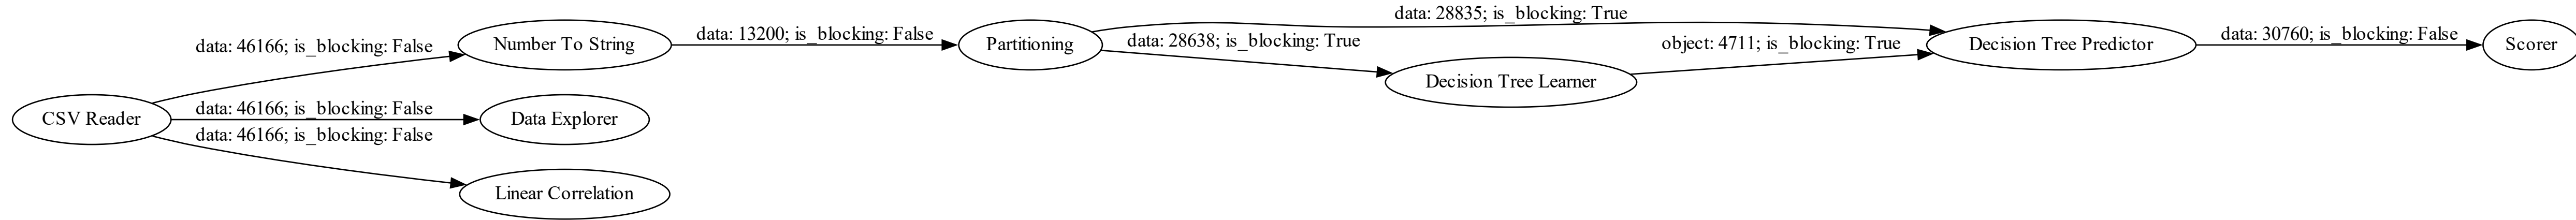 data: 28835; is_blocking: True
data: 46166; is_blocking: False
Number To String
data: 13200; is_blocking: False
Partitioning
data: 28638; is_blocking: True
object: 4711; is_blocking: True
Decision Tree Predictor
data: 30760; is_blocking: False
Scorer
Decision Tree Learner
CSV Reader
data: 46166; is_blocking: False
Data Explorer
data: 46166; is_blocking: False
Linear Correlation